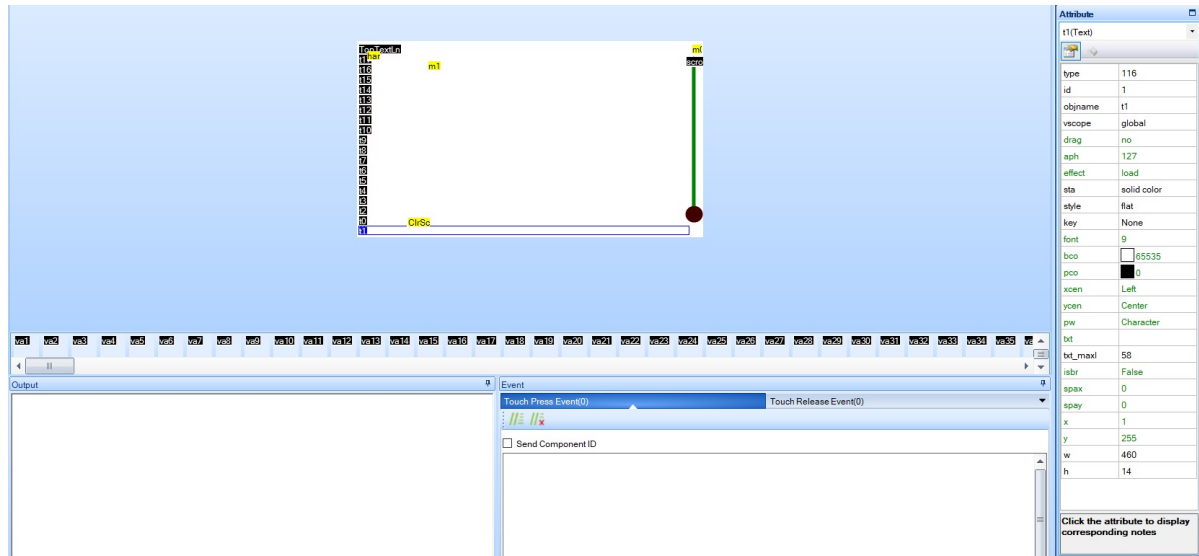 Attribute
t1(Text)
type 116
id 1
objname t1
vscope global
drag no
aph 127
effect load
sta solid color
style flat
key None
font 9
bco 65535
pco 0
xcen Left
ycen Center
pw Character
txt
txt_maxl 58
isbr False
spax 0
spay 0
x 1
y 255
w 460
h 14
Click the attribute to display
corresponding notes
TopTextLn
har
m1
m0
scro
t16
t15
t14
t13
t12
t11
t10
t9
t8
t7
t6
t5
t4
t3
t2
t0
ClrSc
t1
va1 va2 va3 va4 va5 va6 va7 va8 va9 va10 va11 va12 va13 va14 va15 va16 va17 va18 va19 va20 va21 va22 va23 va24 va25 va26 va27 va28 va29 va30 va31 va32 va33 va34 va35
Output
Event
Touch Press Event(0) Touch Release Event(0)
Send Component ID